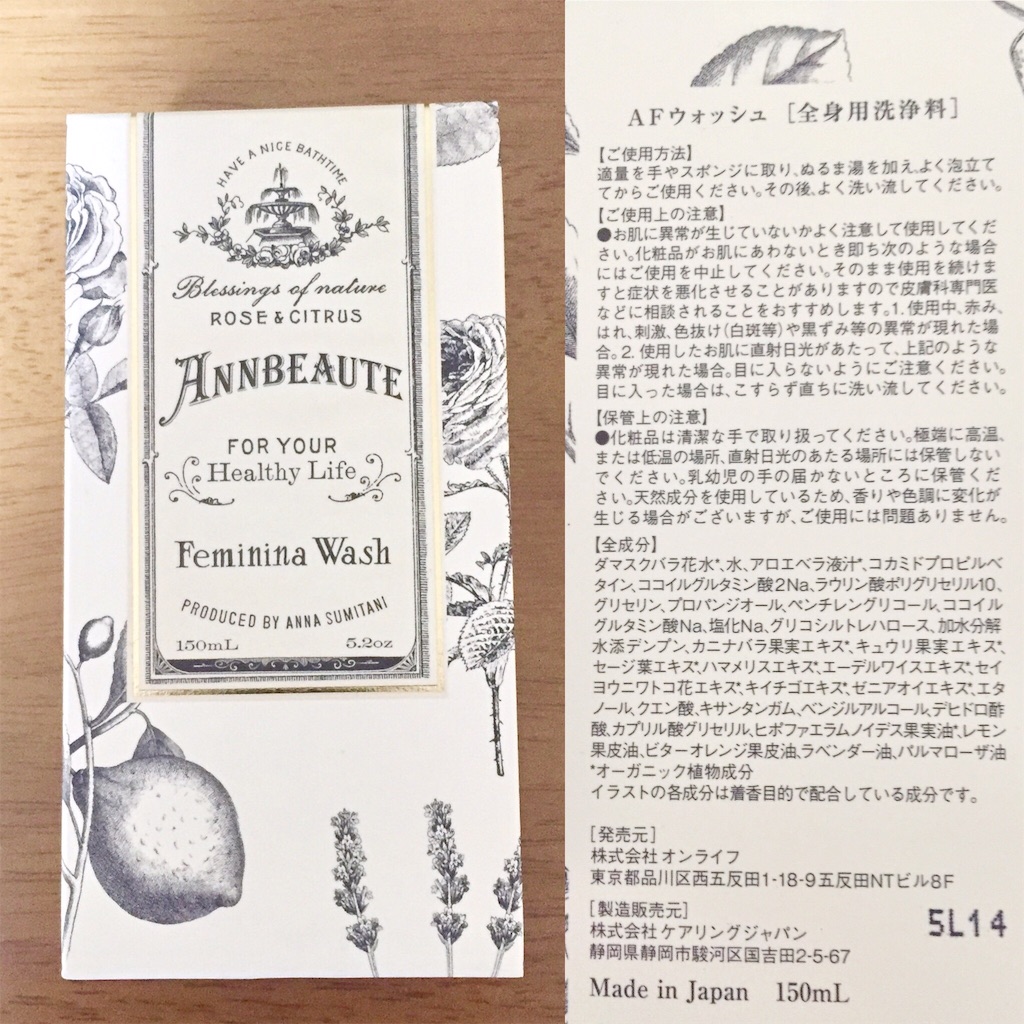 HAVE A NICE BATHTIME
Blessings of nature
ROSE & CITRUS
ANNBEAUTE
FOR YOUR
Healthy Life
Feminina Wash
PRODUCED BY ANNA SUMITANI
150mL 5.2oz
AFウォッシュ [全身用洗浄料]
【ご使用方法】
適量を手やスポンジに取り、ぬるま湯を加え、よく泡立て
てからご使用ください。その後、よく洗い流してください。
【ご使用上の注意】
●お肌に異常が生じていないかよく注意して使用してくだ
さい。化粧品がお肌にあわないとき即ち次のような場合
にはご使用を中止してください。そのまま使用を続けま
すと症状を悪化させることがありますので皮膚科専門医
などに相談されることをおすすめします。1. 使用中、赤み、
はれ、刺激、色抜け(白斑等)や黒ずみ等の異常が現れた場
合。2. 使用したお肌に直射日光があたって、上記のような
異常が現れた場合。目に入らないようにご注意ください。
目に入った場合は、こすらず直ちに洗い流してください。
【保管上の注意】
●化粧品は清潔な手で取り扱ってください。極端に高温、
または低温の場所、直射日光のあたる場所には保管しない
でください。乳幼児の手の届かないところに保管くだ
さい。天然成分を使用しているため、香りや色調に変化が
生じる場合がございますが、ご使用には問題ありません。
【全成分】
ダマスクバラ花水*、水、アロエベラ液汁*、コカミドプロピルベ
タイン、ココイルグルタミン酸2Na、ラウリン酸ポリグリセリル10、
グリセリン、プロパンジオール、ペンチレングリコール、ココイル
グルタミン酸Na、塩化Na、グリコシルトレハロース、加水分解
水添デンプン、カニナバラ果実エキス*、キュウリ果実エキス*、
セージ葉エキス*、ハマメリスエキス*、エーデルワイスエキス*、セイ
ヨウニワトコ花エキス*、キイチゴエキス*、ゼニアオイエキス*、エタ
ノール、クエン酸、キサンタンガム、ベンジルアルコール、デヒドロ酢
酸、カプリル酸グリセリル、ヒポファエラムノイデス果実油*、レモン
果皮油、ビターオレンジ果皮油、ラベンダー油、パルマローザ油
*オーガニック植物成分
イラストの各成分は着香目的で配合している成分です。
[発売元]
株式会社オンライフ
東京都品川区西五反田1-18-9五反田NTビル8F
[製造販売元]
株式会社ケアリングジャパン
静岡県静岡市駿河区国吉田2-5-67
5L14
Made in Japan 150mL